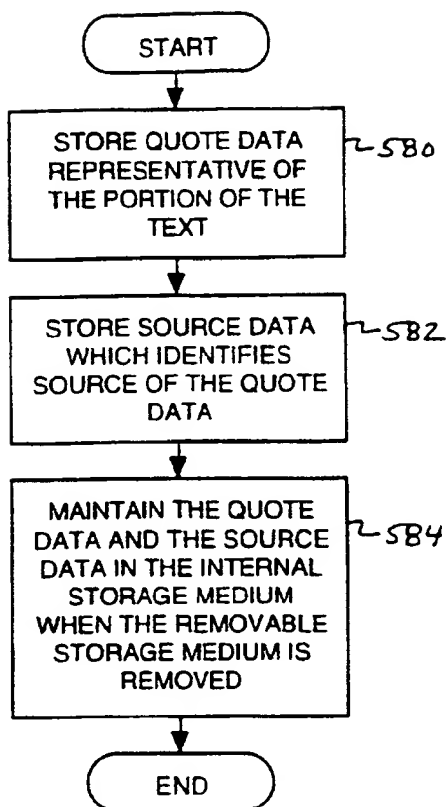 START
STORE QUOTE DATA
REPRESENTATIVE OF
THE PORTION OF THE
TEXT
580
STORE SOURCE DATA
WHICH IDENTIFIES
SOURCE OF THE QUOTE
DATA
582
MAINTAIN THE QUOTE
DATA AND THE SOURCE
DATA IN THE INTERNAL
STORAGE MEDIUM
WHEN THE REMOVABLE
STORAGE MEDIUM IS
REMOVED
584
END